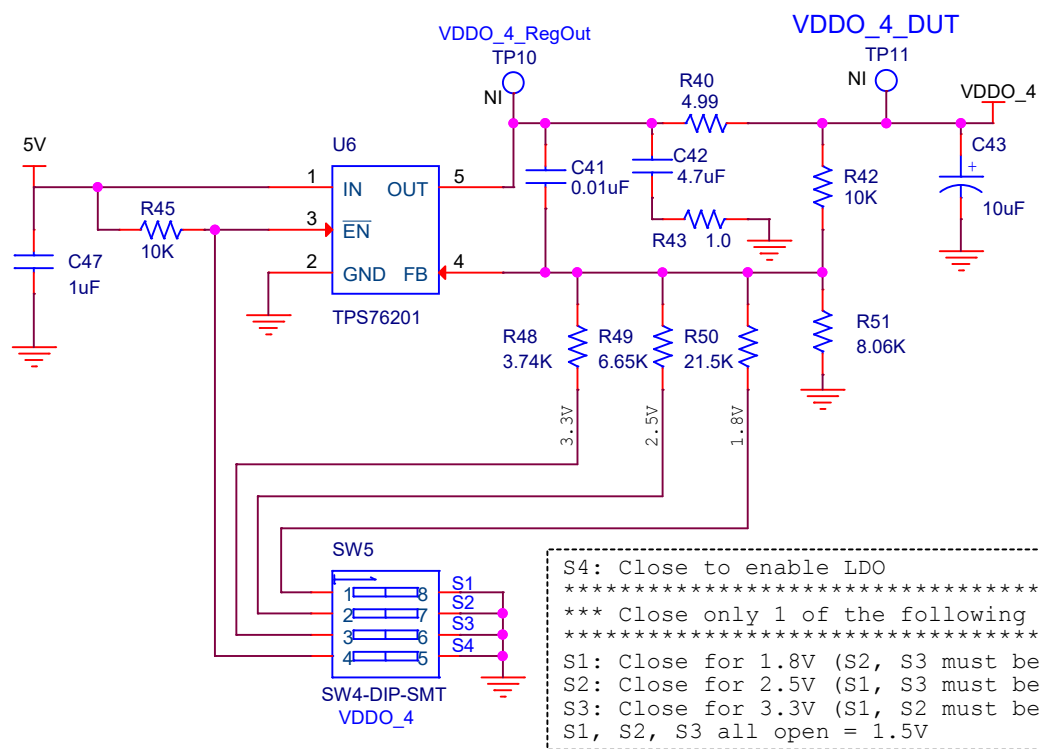 VDDO_4_DUT
VDDO_4_RegOut
TP10
TP11
NI
NI
R40
4.99
VDDO_4
5V
U6
C43
+
10uF
C41
0.01uF
C42
4.7uF
R42
10K
1 IN OUT 5
R45
10K
3 EN
R43 1.0
C47
1uF
2 GND FB 4
TPS76201
R48
3.74K
R49
6.65K
R50
21.5K
R51
8.06K
3.3V
2.5V
1.8V
SW5
1 8 S1
2 7 S2
3 6 S3
4 5 S4
SW4-DIP-SMT
VDDO_4
S4: Close to enable LDO
**********************************
*** Close only 1 of the following
**********************************
S1: Close for 1.8V (S2, S3 must be
S2: Close for 2.5V (S1, S3 must be
S3: Close for 3.3V (S1, S2 must be
S1, S2, S3 all open = 1.5V